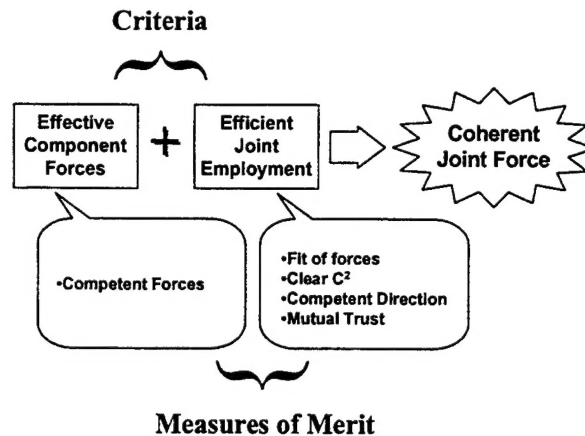 Criteria
Effective
Component
Forces
+
Efficient
Joint
Employment
Coherent
Joint Force
•Competent Forces
•Fit of forces
•Clear C²
•Competent Direction
•Mutual Trust
Measures of Merit